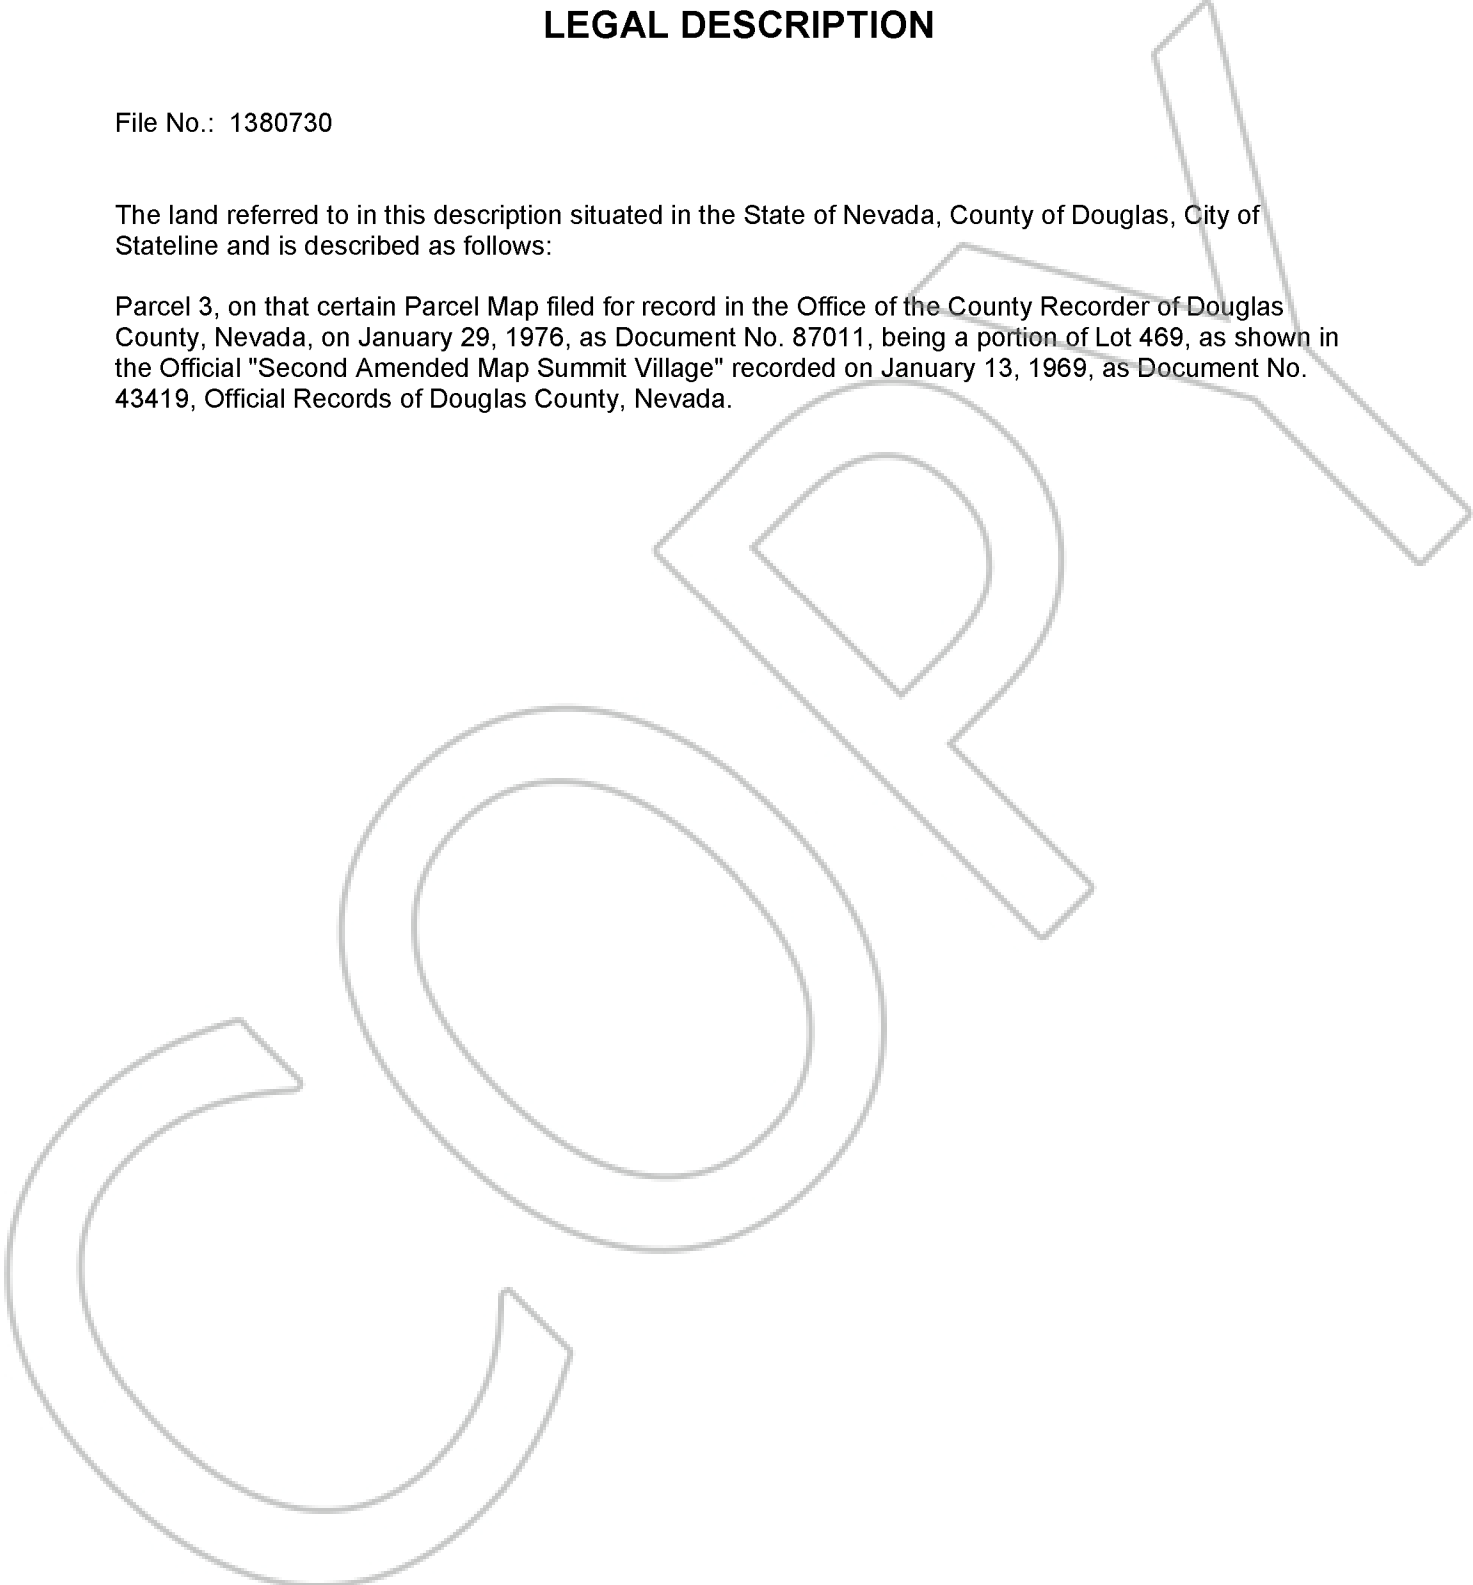 LEGAL DESCRIPTION
File No.: 1380730
The land referred to in this description situated in the State of Nevada, County of Douglas, City of
Stateline and is described as follows:
Parcel 3, on that certain Parcel Map filed for record in the Office of the County Recorder of Douglas
County, Nevada, on January 29, 1976, as Document No. 87011, being a portion of Lot 469, as shown in
the Official "Second Amended Map Summit Village" recorded on January 13, 1969, as Document No.
43419, Official Records of Douglas County, Nevada.
COPY